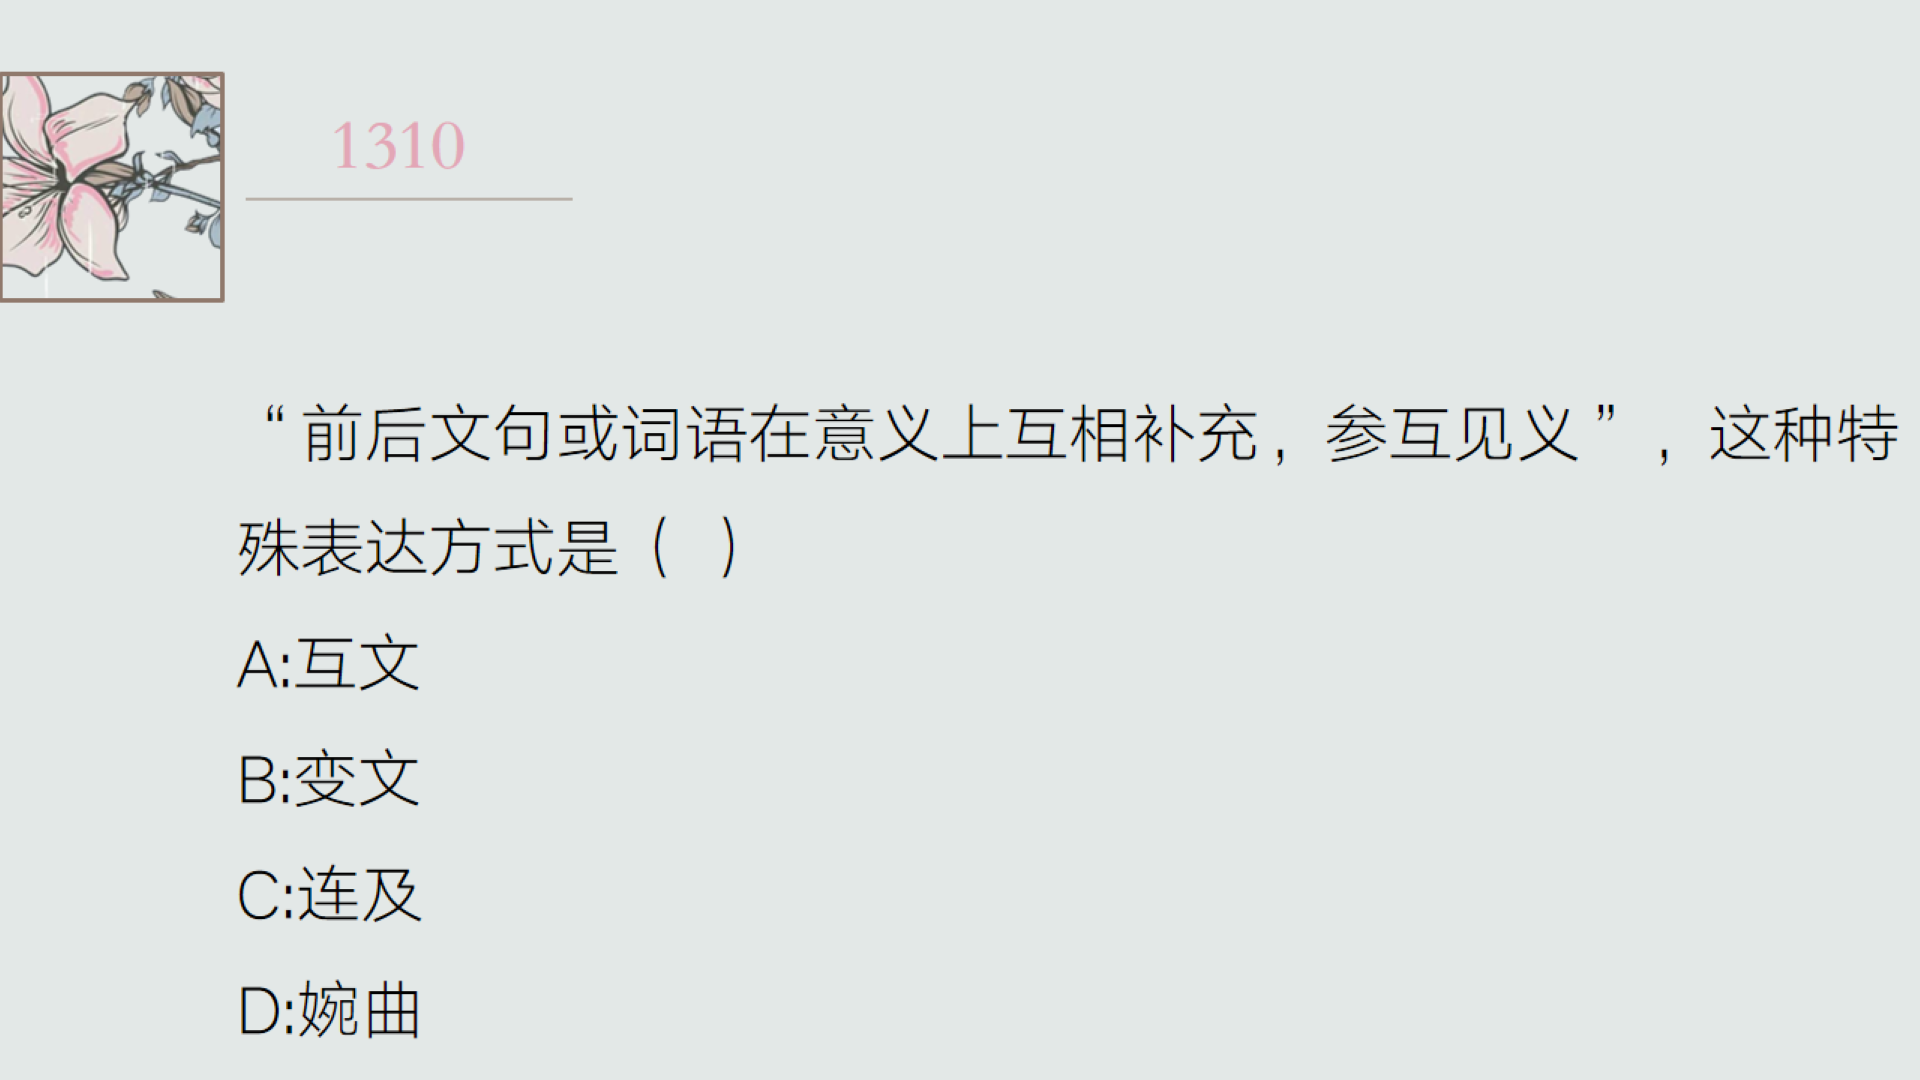 1310
“前后文句或词语在意义上互相补充，参互见义”，这种特
殊表达方式是（ ）
A:互文
B:变文
C:连及
D:婉曲